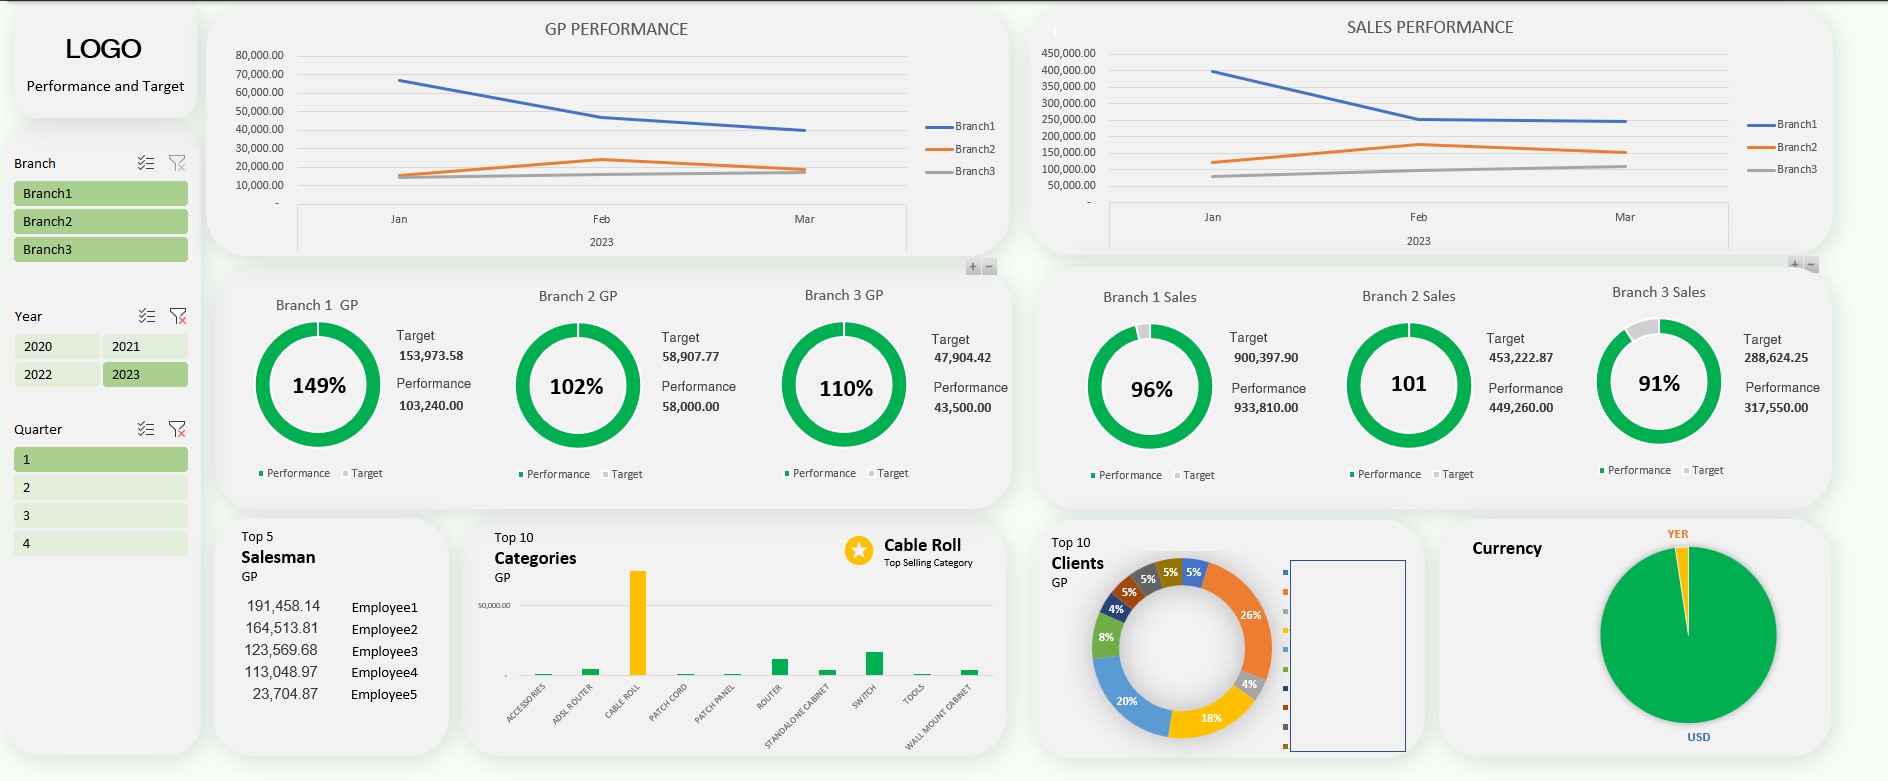 LOGO
Performance and Target
Branch
Branch1
Branch2
Branch3
Year
2020
2021
2022
2023
Quarter
1
2
3
4
GP PERFORMANCE
80,000.00
70,000.00
60,000.00
50,000.00
40,000.00
30,000.00
20,000.00
10,000.00
-
Jan
Feb
Mar
2023
Branch1
Branch2
Branch3
1
SALES PERFORMANCE
450,000.00
400,000.00
350,000.00
300,000.00
250,000.00
200,000.00
150,000.00
100,000.00
50,000.00
-
Jan
Feb
Mar
2023
Branch1
Branch2
Branch3
+ -
+ -
Branch 1 GP
149%
Target
153,973.58
Performance
103,240.00
Performance Target
Branch 2 GP
102%
Target
58,907.77
Performance
58,000.00
Performance Target
Branch 3 GP
110%
Target
47,904.42
Performance
43,500.00
Performance Target
Branch 1 Sales
96%
Target
900,397.90
Performance
933,810.00
Performance Target
Branch 2 Sales
101
Target
453,222.87
Performance
449,260.00
Performance Target
Branch 3 Sales
91%
Target
288,624.25
Performance
317,550.00
Performance Target
Top 5
Salesman
GP
191,458.14 Employee1
164,513.81 Employee2
123,569.68 Employee3
113,048.97 Employee4
23,704.87 Employee5
Top 10
Categories
GP
Cable Roll
Top Selling Category
50,000.00
-
ACCESSORIES
ADSL ROUTER
CABLE ROLL
PATCH CORD
PATCH PANEL
ROUTER
STANDALONE CABINET
SWITCH
TOOLS
WALL MOUNT CABINET
Top 10
Clients
GP
5%
26%
4%
18%
20%
8%
4%
5%
5%
5%
Currency
YER
USD